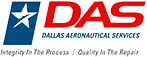 DAS
DALLAS AERONAUTICAL SERVICES
Integrity In The Process | Quality In The Repair